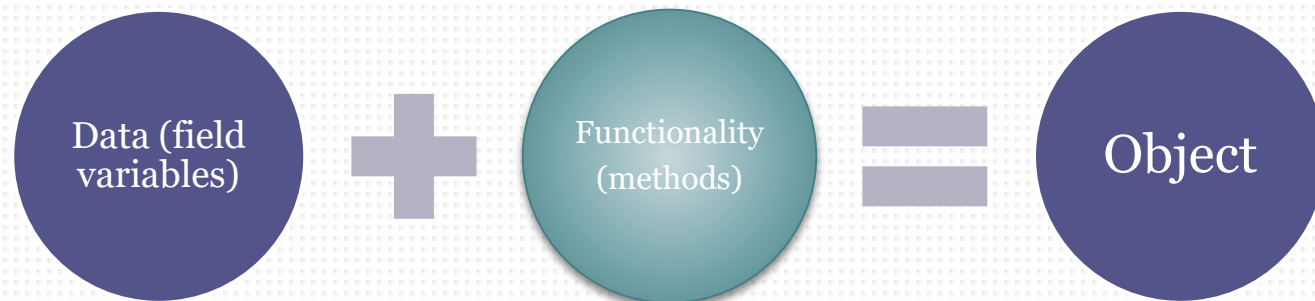 Data (field
variables)
Functionality
(methods)
Object